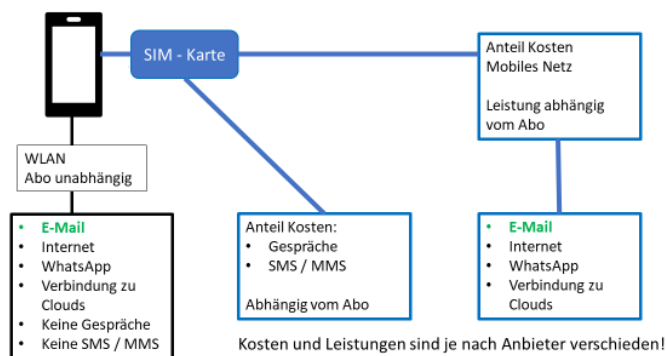 SIM - Karte
Anteil Kosten
Mobiles Netz
Leistung abhängig
vom Abo
WLAN
Abo unabhängig
• E-Mail
• Internet
• WhatsApp
• Verbindung zu
Clouds
• Keine Gespräche
• Keine SMS / MMS
Anteil Kosten:
• Gespräche
• SMS / MMS
Abhängig vom Abo
• E-Mail
• Internet
• WhatsApp
• Verbindung zu
Clouds
Kosten und Leistungen sind je nach Anbieter verschieden!